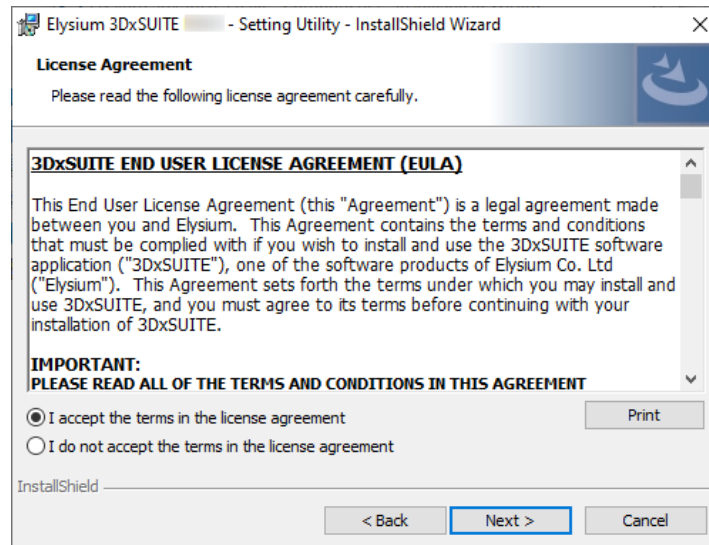 Elysium 3DxSUITE - Setting Utility - InstallShield Wizard
License Agreement
Please read the following license agreement carefully.
3DxSUITE END USER LICENSE AGREEMENT (EULA)
This End User License Agreement (this "Agreement") is a legal agreement made
between you and Elysium. This Agreement contains the terms and conditions
that must be complied with if you wish to install and use the 3DxSUITE software
application ("3DxSUITE"), one of the software products of Elysium Co. Ltd
("Elysium"). This Agreement sets forth the terms under which you may install and
use 3DxSUITE, and you must agree to its terms before continuing with your
installation of 3DxSUITE.
IMPORTANT:
PLEASE READ ALL OF THE TERMS AND CONDITIONS IN THIS AGREEMENT
I accept the terms in the license agreement
Print
I do not accept the terms in the license agreement
InstallShield
< Back
Next >
Cancel